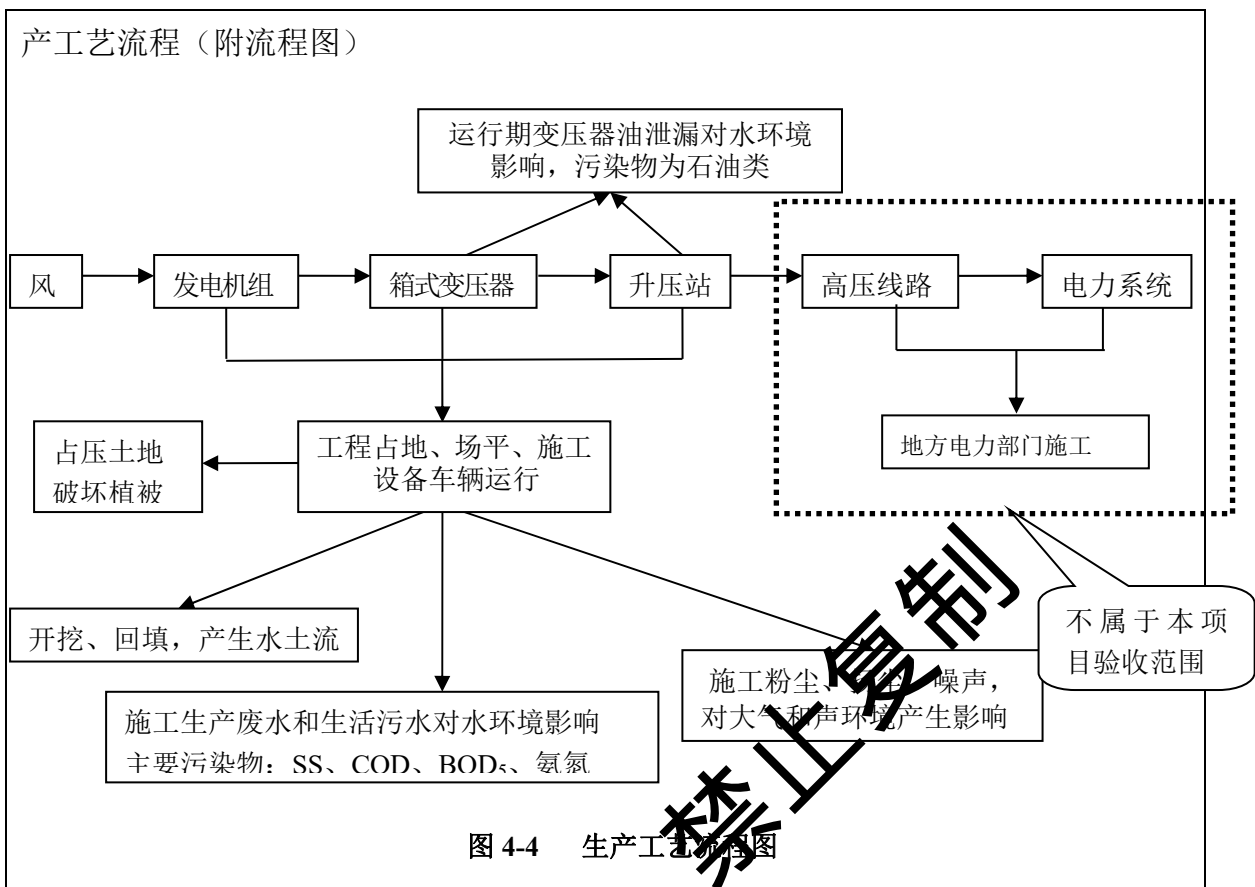 产工艺流程（附流程图）
运行期变压器油泄漏对水环境
影响，污染物为石油类
风
发电机组
箱式变压器
升压站
高压线路
电力系统
占压土地
破坏植被
工程占地、场平、施工
设备车辆运行
地方电力部门施工
开挖、回填，产生水土流
不属于本项
目验收范围
施工粉尘、 噪声，
对大气和声环境产生影响
施工生产废水和生活污水对水环境影响
主要污染物：SS、COD、BOD₅、氨氮
禁止复制
图 4-4 生产工艺流程图